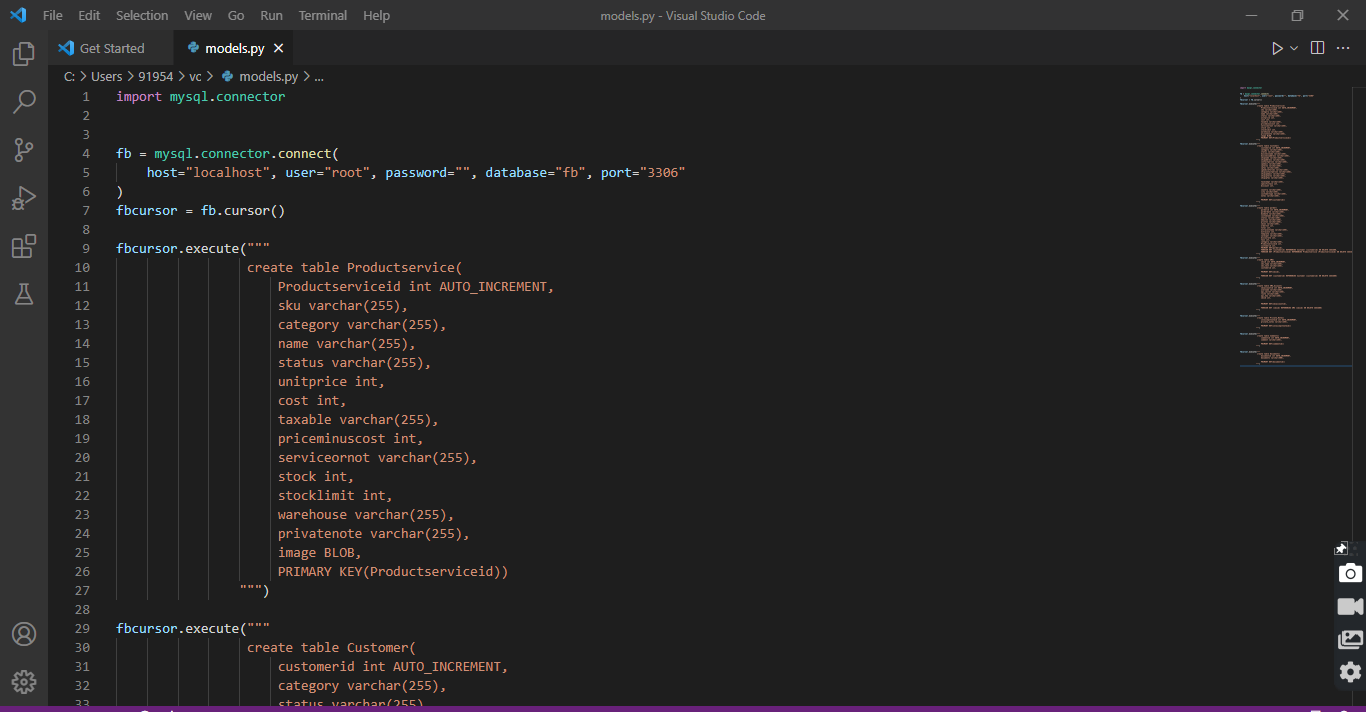 File Edit Selection View Go Run Terminal Help models.py - Visual Studio Code
Get Started models.py
C: > Users > 91954 > vc > models.py > ...
1 import mysql.connector
2
3
4 fb = mysql.connector.connect(
5 host="localhost", user="root", password="", database="fb", port="3306"
6 )
7 fbcursor = fb.cursor()
8
9 fbcursor.execute("""
10 create table Productservice(
11 Productserviceid int AUTO_INCREMENT,
12 sku varchar(255),
13 category varchar(255),
14 name varchar(255),
15 status varchar(255),
16 unitprice int,
17 cost int,
18 taxable varchar(255),
19 priceminuscost int,
20 serviceornot varchar(255),
21 stock int,
22 stocklimit int,
23 warehouse varchar(255),
24 privatenote varchar(255),
25 image BLOB,
26 PRIMARY KEY(Productserviceid))
27 """)
28
29 fbcursor.execute("""
30 create table Customer(
31 customerid int AUTO_INCREMENT,
32 category varchar(255),
33 status varchar(255)